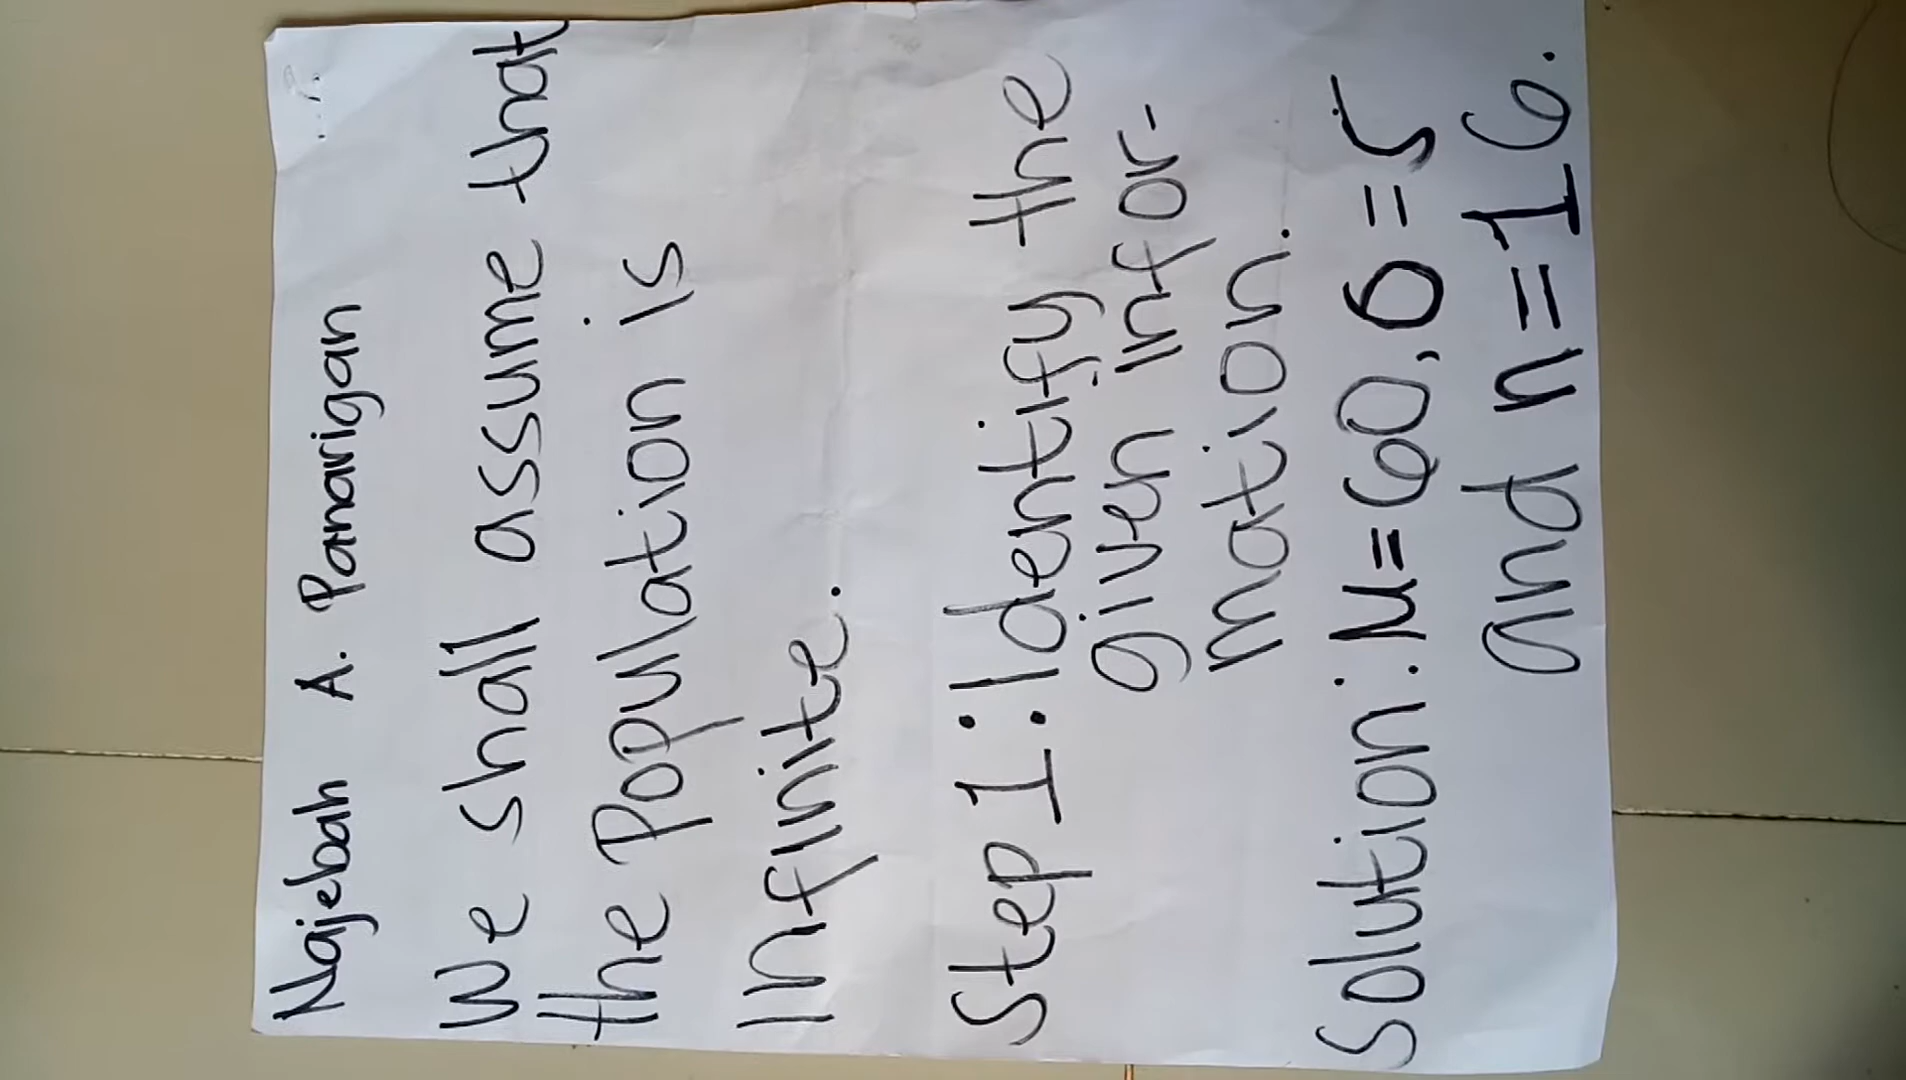 Najebah A. Panarigan
We shall assume that
the Population is
Infinite.
Step 1: Identify the
given infor-
mation.
Solution: M=60, σ=5
and n=16.